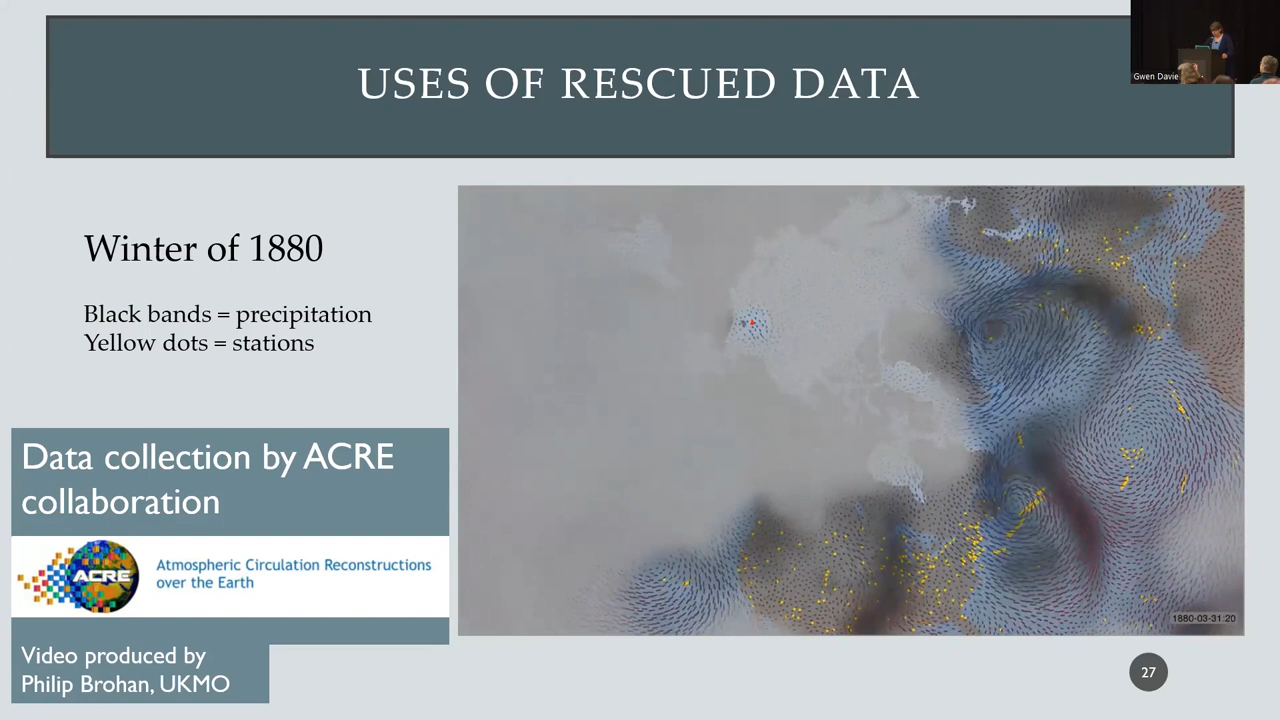 USES OF RESCUED DATA
Gwen Davie
Winter of 1880
Black bands = precipitation
Yellow dots = stations
Data collection by ACRE
collaboration
ACRE
Atmospheric Circulation Reconstructions
over the Earth
1880-03-31:20
Video produced by
Philip Brohan, UKMO
27